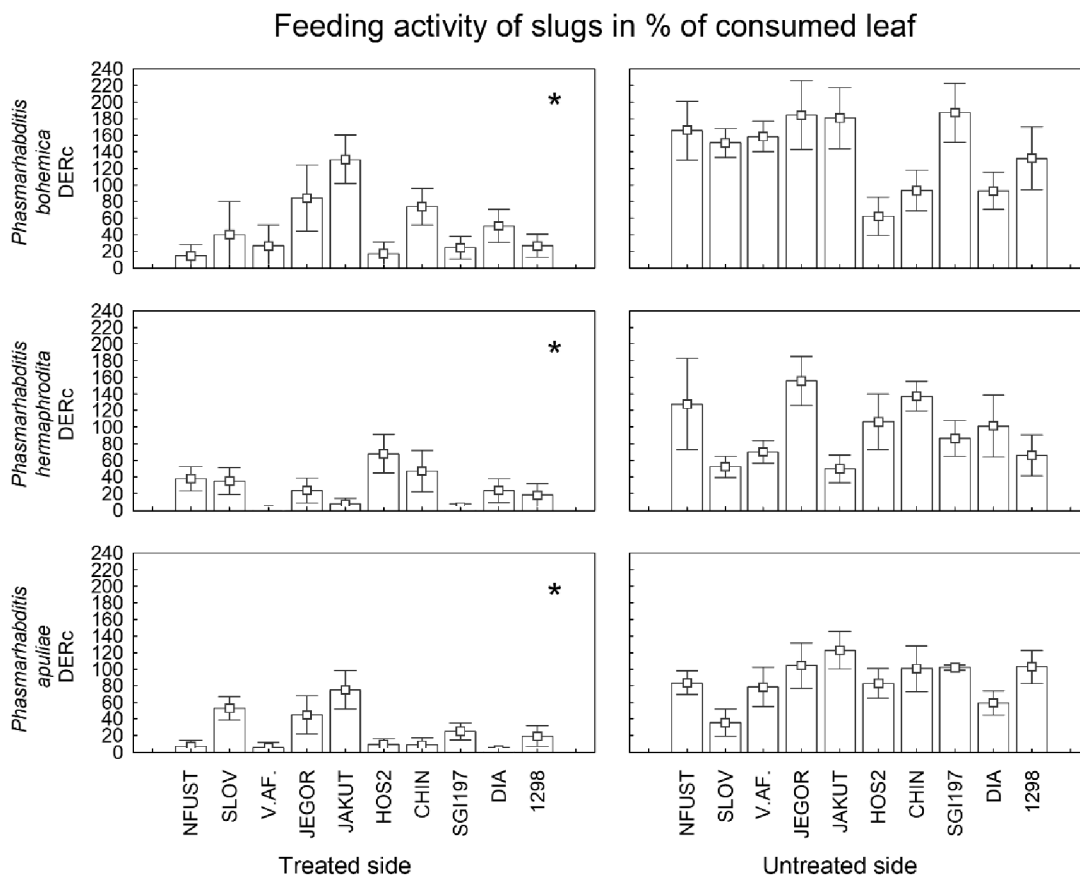 Feeding activity of slugs in % of consumed leaf
Phasmarhabditis
bohemica
DERc
240
220
200
180
160
140
120
100
80
60
40
20
0
*
Phasmarhabditis
hermaphrodita
DERc
240
220
200
180
160
140
120
100
80
60
40
20
0
*
Phasmarhabditis
apuliae
DERc
240
220
200
180
160
140
120
100
80
60
40
20
0
*
NFUST
SLOV
V.AF.
JEGOR
JAKUT
HOS2
CHIN
SGI197
DIA
1298
NFUST
SLOV
V.AF.
JEGOR
JAKUT
HOS2
CHIN
SGI197
DIA
1298
Treated side
Untreated side